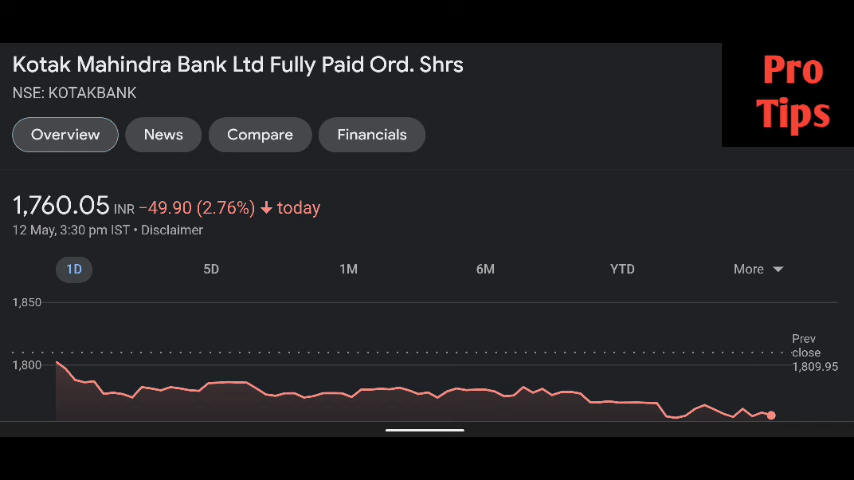 Kotak Mahindra Bank Ltd Fully Paid Ord. Shrs
NSE: KOTAKBANK
Pro
Tips
Overview News Compare Financials
1,760.05 INR −49.90 (2.76%) ↓ today
12 May, 3:30 pm IST • Disclaimer
1D 5D 1M 6M YTD More
1,850
Prev
close
1,809.95
1,800